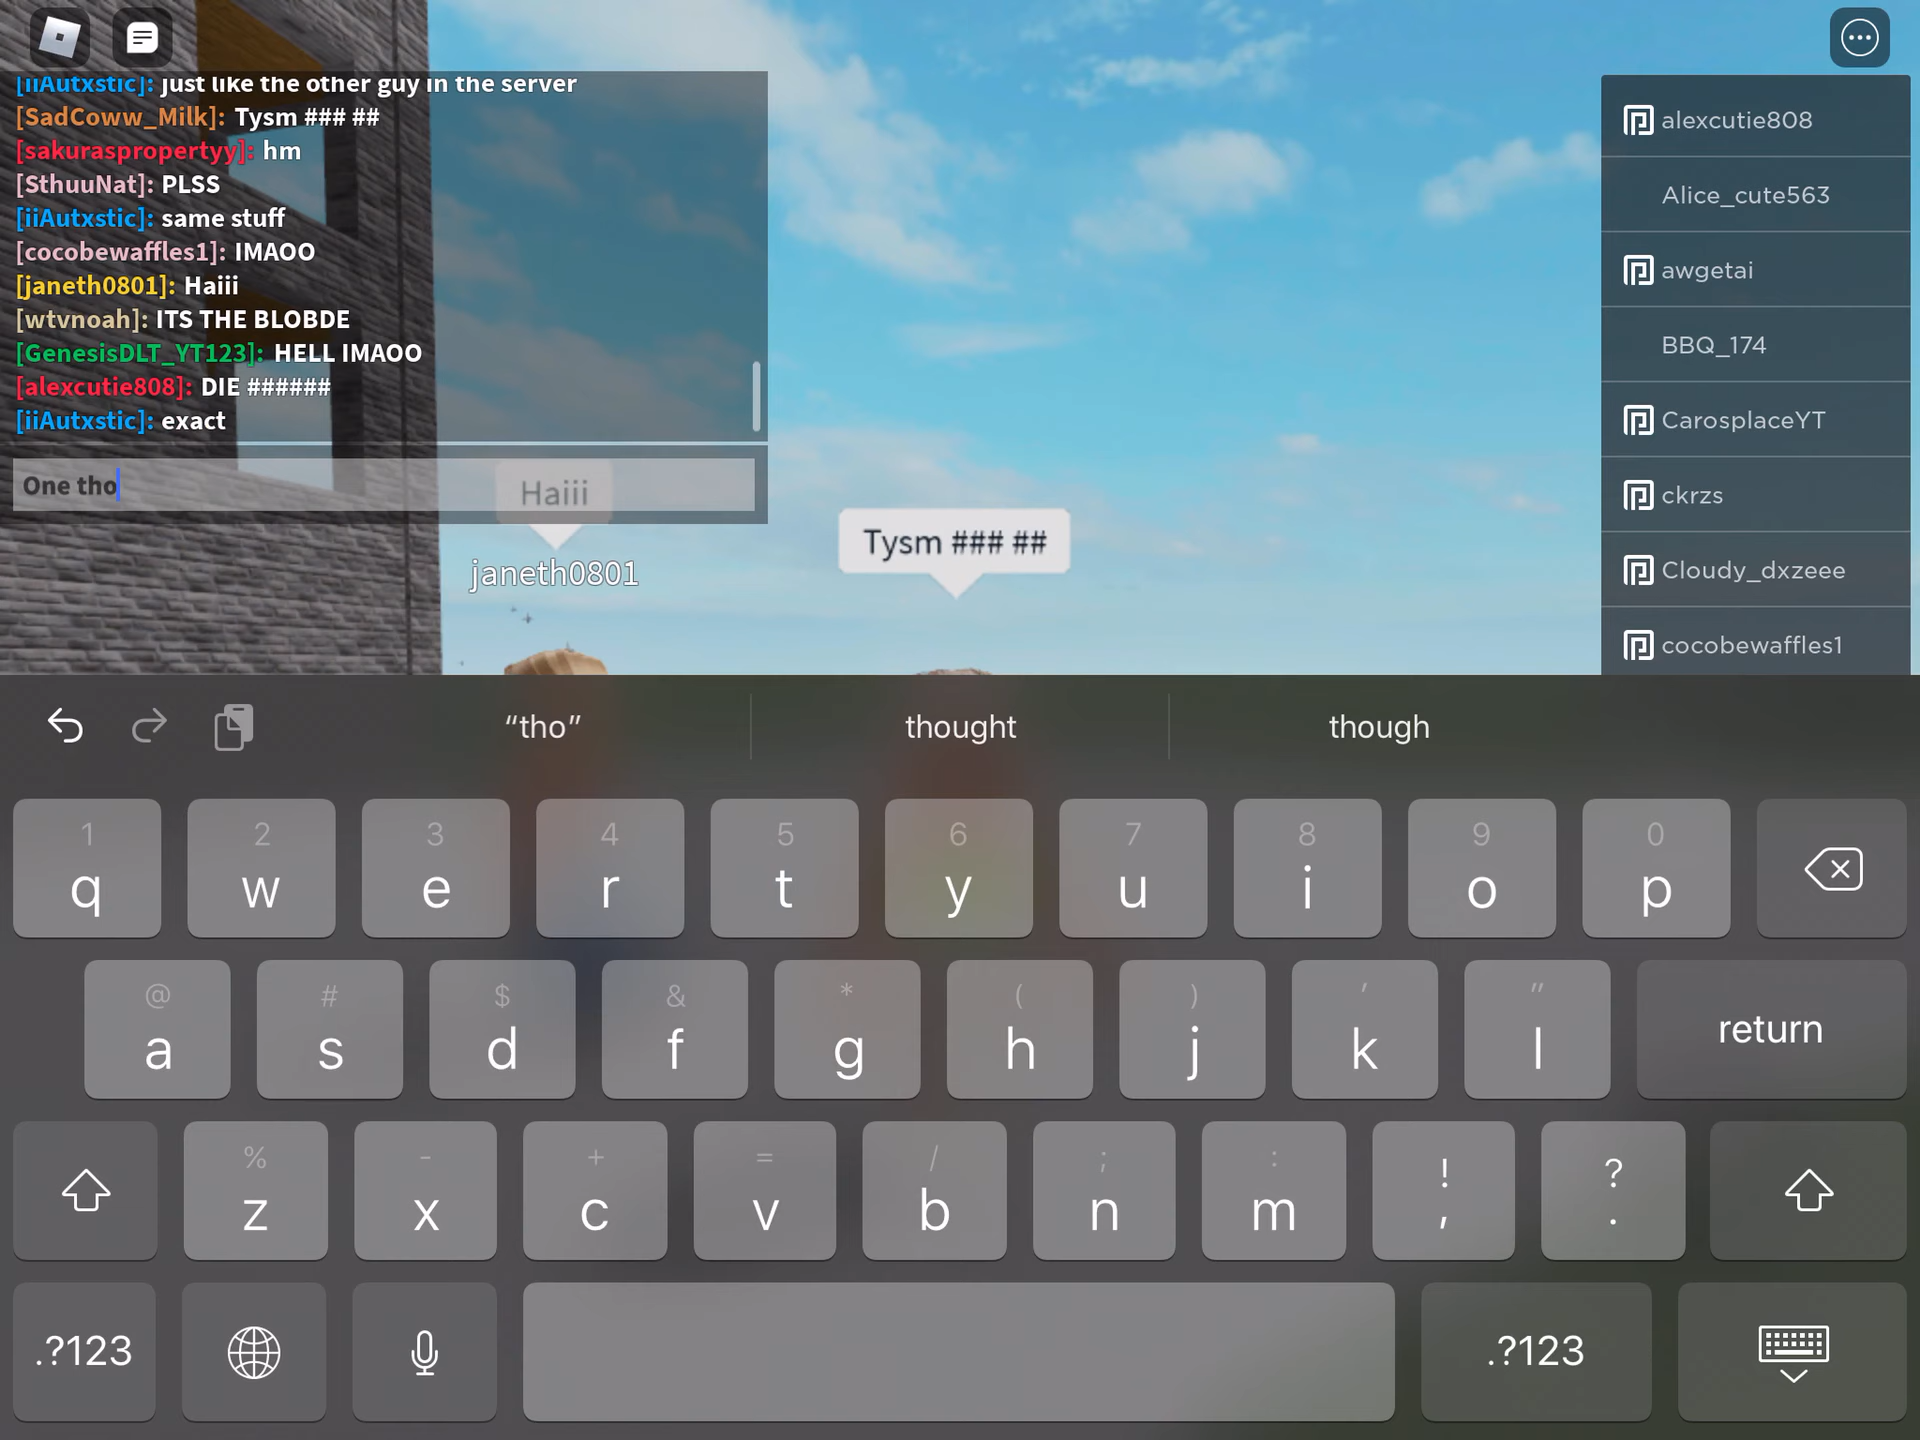 [iiAutxstic]: just like the other guy in the server
[SadCoww_Milk]: Tysm ### ##
[sakuraspropertyy]: hm
[SthuuNat]: PLSS
[iiAutxstic]: same stuff
[cocobewaffles1]: IMAOO
[janeth0801]: Haiii
[wtvnoah]: ITS THE BLOBDE
[GenesisDLT_YT123]: HELL IMAOO
[alexcutie808]: DIE ######
[iiAutxstic]: exact
One tho
Haiii
janeth0801
Tysm ### ##
alexcutie808
Alice_cute563
awgetai
BBQ_174
CarosplaceYT
ckrzs
Cloudy_dxzeee
cocobewaffles1
“tho” thought though
1 2 3 4 5 6 7 8 9 0
q w e r t y u i o p
@ # $ & * ( ) ' "
a s d f g h j k l return
% - + = / ; : ! ?
z x c v b n m , .
.?123 .?123